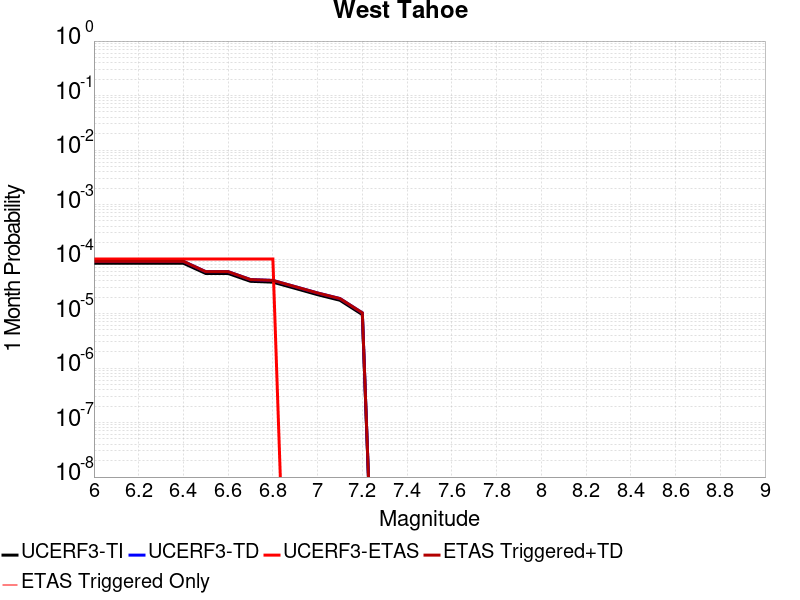 West Tahoe
1 Month Probability
10^0
10^-1
10^-2
10^-3
10^-4
10^-5
10^-6
10^-7
10^-8
6 6.2 6.4 6.6 6.8 7 7.2 7.4 7.6 7.8 8 8.2 8.4 8.6 8.8 9
Magnitude
UCERF3-TI UCERF3-TD UCERF3-ETAS ETAS Triggered+TD
ETAS Triggered Only